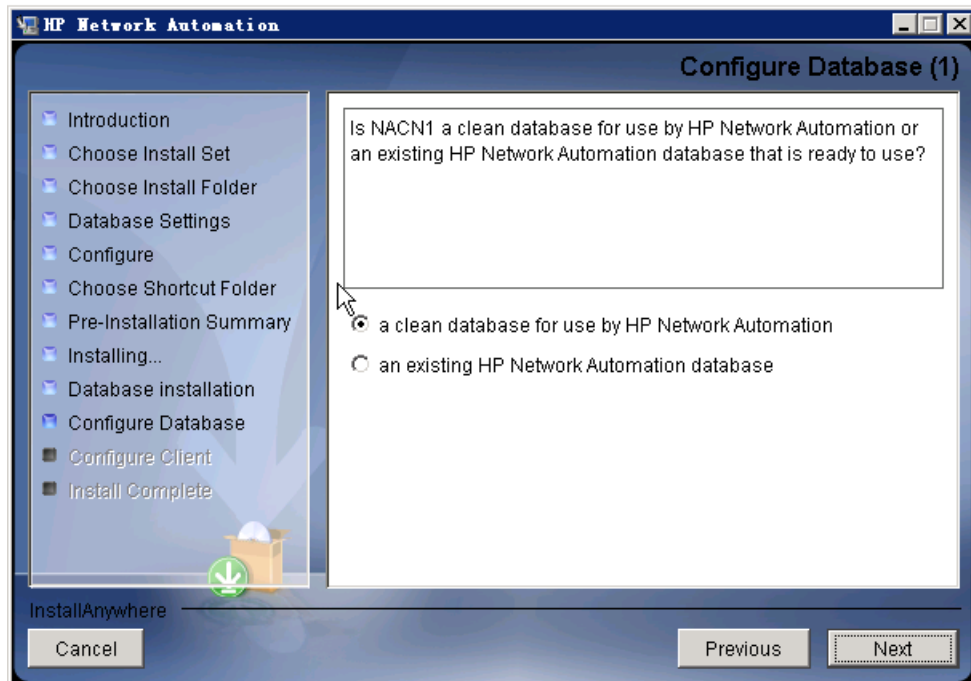 HP Network Automation
Configure Database (1)
Introduction
Choose Install Set
Choose Install Folder
Database Settings
Configure
Choose Shortcut Folder
Pre-Installation Summary
Installing...
Database installation
Configure Database
Configure Client
Install Complete
Is NACN1 a clean database for use by HP Network Automation or
an existing HP Network Automation database that is ready to use?
a clean database for use by HP Network Automation
an existing HP Network Automation database
InstallAnywhere
Cancel
Previous
Next